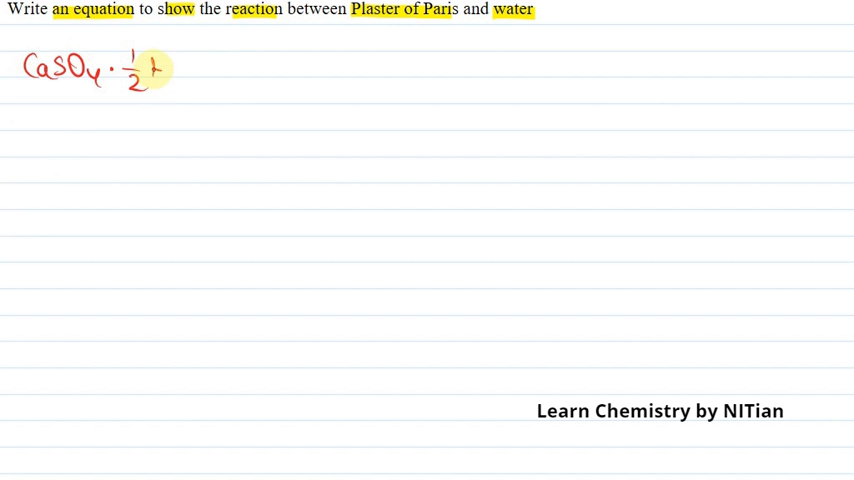 Write an equation to show the reaction between Plaster of Paris and water
CaSO4 · 1/2
Learn Chemistry by NITian